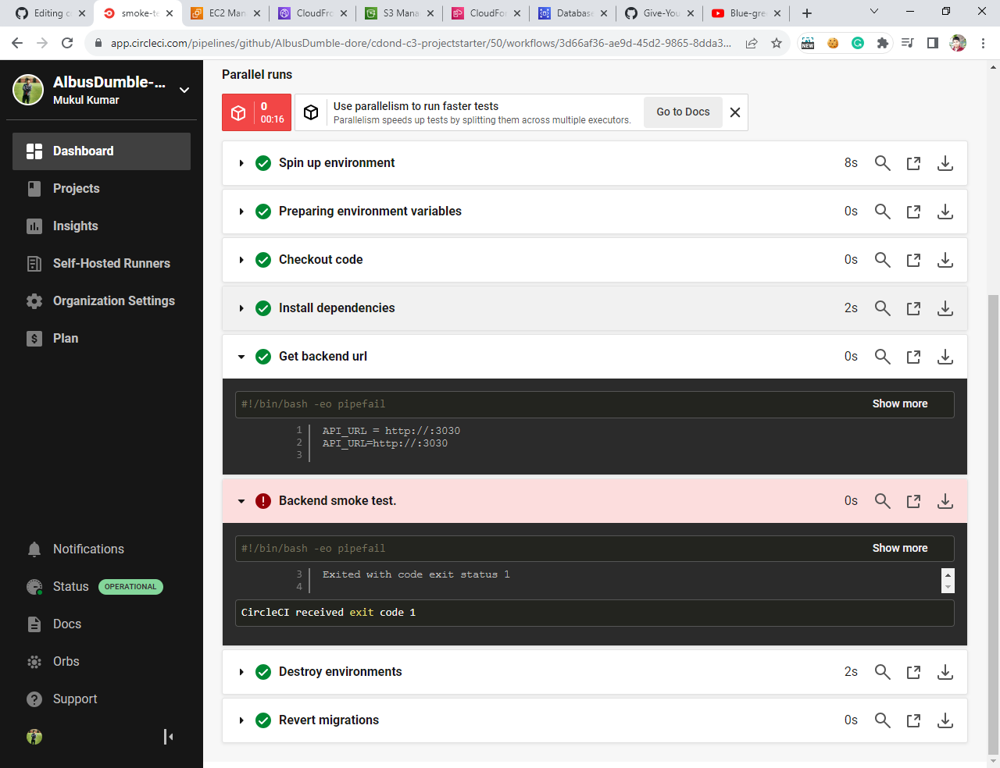 Editing c
smoke-te
EC2 Man
CloudFro
S3 Mana
CloudFor
Database
Give-You
Blue-gre
app.circleci.com/pipelines/github/AlbusDumble-dore/cdond-c3-projectstarter/50/workflows/3d66af36-ae9d-45d2-9865-8dda3...
NEW
AlbusDumble-...
Mukul Kumar
Dashboard
Projects
Insights
Self-Hosted Runners
Organization Settings
Plan
Notifications
Status OPERATIONAL
Docs
Orbs
Support
Parallel runs
0
00:16
Use parallelism to run faster tests
Parallelism speeds up tests by splitting them across multiple executors.
Go to Docs
Spin up environment 8s
Preparing environment variables 0s
Checkout code 0s
Install dependencies 2s
Get backend url 0s
#!/bin/bash -eo pipefail Show more
1 API_URL = http://:3030
2 API_URL=http://:3030
3
Backend smoke test. 0s
#!/bin/bash -eo pipefail Show more
3 Exited with code exit status 1
4
CircleCI received exit code 1
Destroy environments 2s
Revert migrations 0s